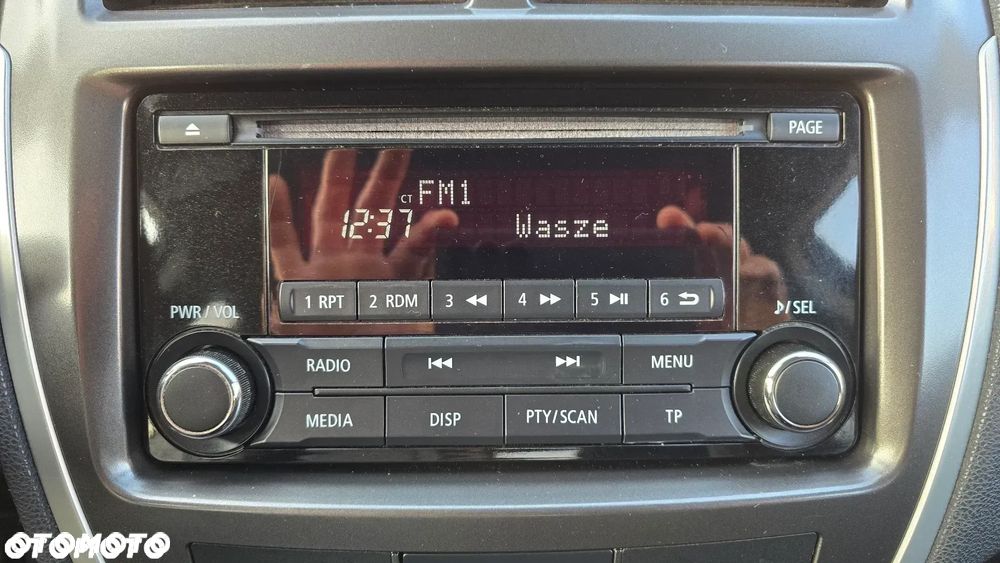 PAGE
CT FM1
12:37 Wasze
1 RPT 2 RDM 3 4 5 6
PWR / VOL
/SEL
RADIO MENU
MEDIA DISP PTY/SCAN TP
OTOMOTO